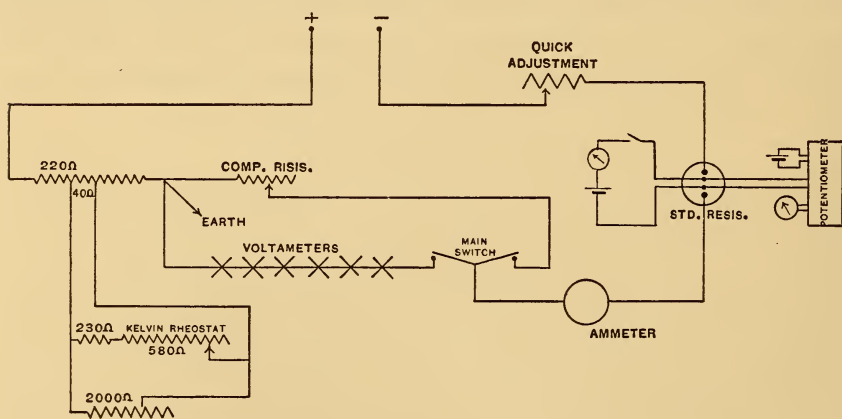 + −
QUICK
ADJUSTMENT
220Ω
COMP. RISIS.
40Ω
EARTH
STD. RESIS.
POTENTIOMETER
VOLTAMETERS
MAIN
SWITCH
AMMETER
230Ω KELVIN RHEOSTAT
580Ω
2000Ω